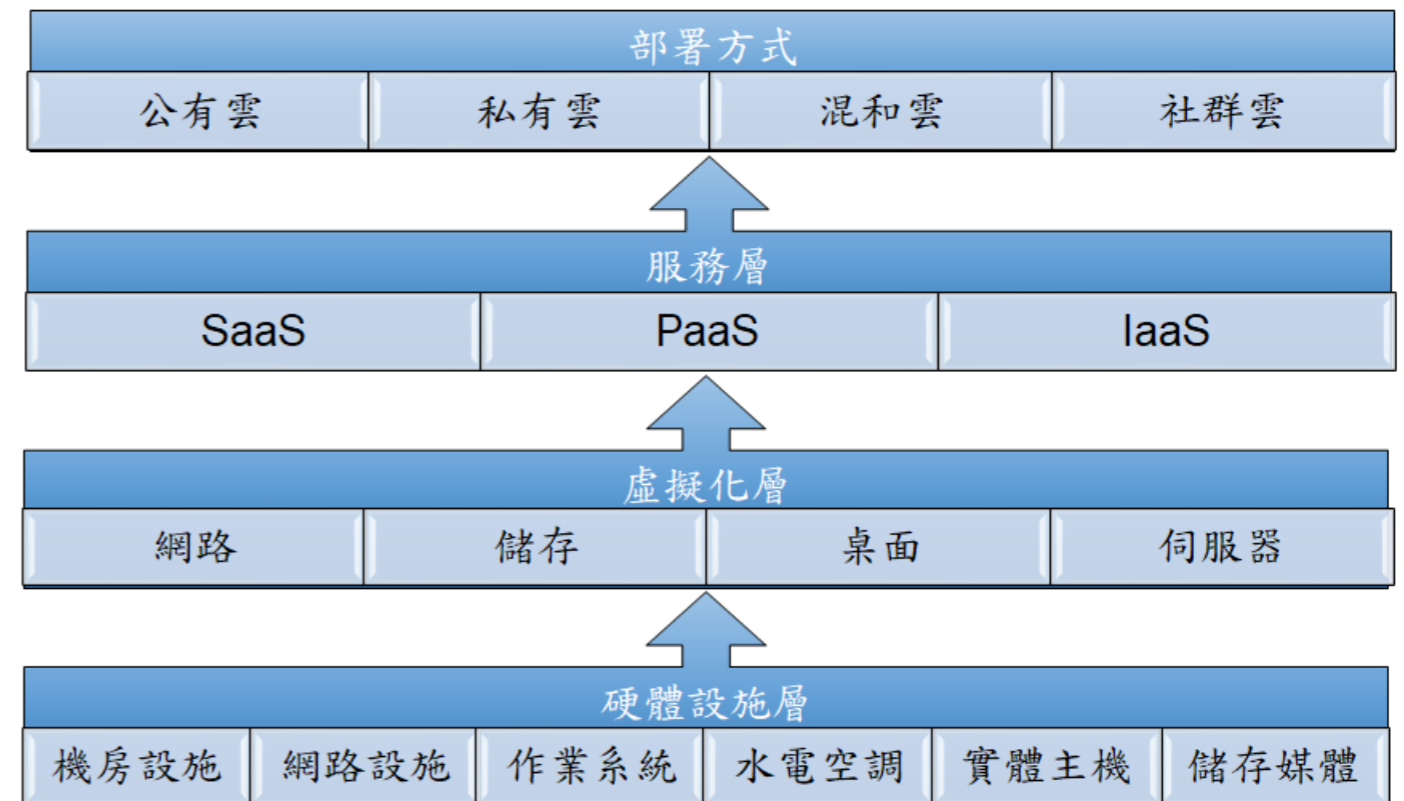 部署方式
公有雲 私有雲 混和雲 社群雲
服務層
SaaS PaaS IaaS
虛擬化層
網路 儲存 桌面 伺服器
硬體設施層
機房設施 網路設施 作業系統 水電空調 實體主機 儲存媒體